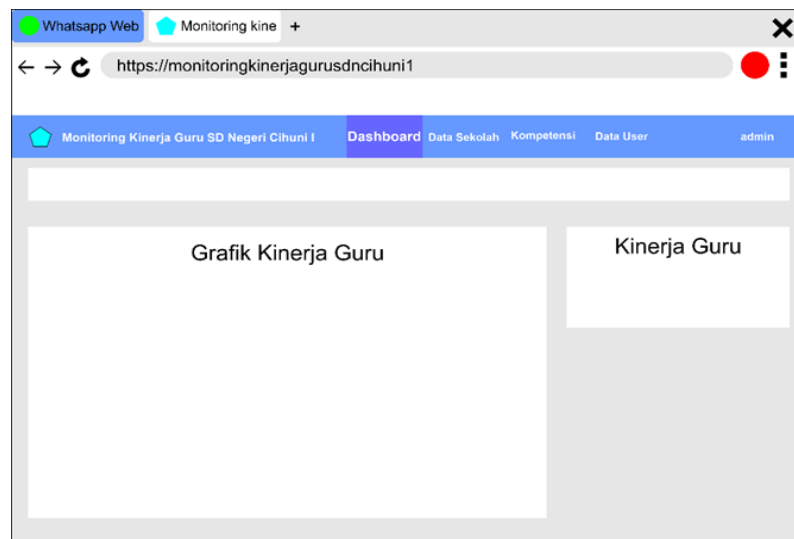 Whatsapp Web Monitoring kine +
https://monitoringkinerjagurusdncihuni1
Monitoring Kinerja Guru SD Negeri Cihuni I Dashboard Data Sekolah Kompetensi Data User admin
Grafik Kinerja Guru
Kinerja Guru